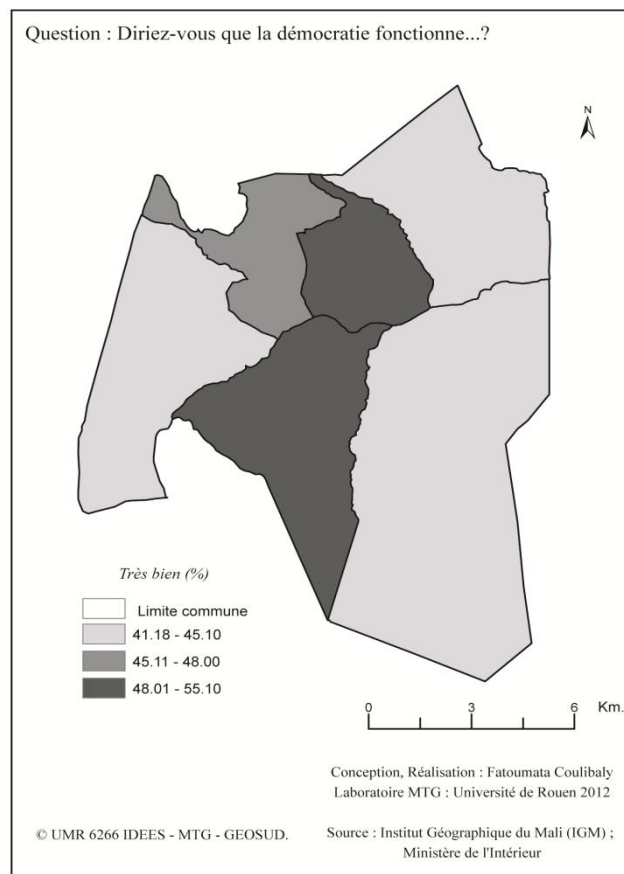 Question : Diriez-vous que la démocratie fonctionne...?
N
Très bien (%)
Limite commune
41.18 - 45.10
45.11 - 48.00
48.01 - 55.10
0 3 6 Km.
Conception, Réalisation : Fatoumata Coulibaly
Laboratoire MTG : Université de Rouen 2012
© UMR 6266 IDEES - MTG - GEOSUD.
Source : Institut Géographique du Mali (IGM) ;
Ministère de l'Intérieur